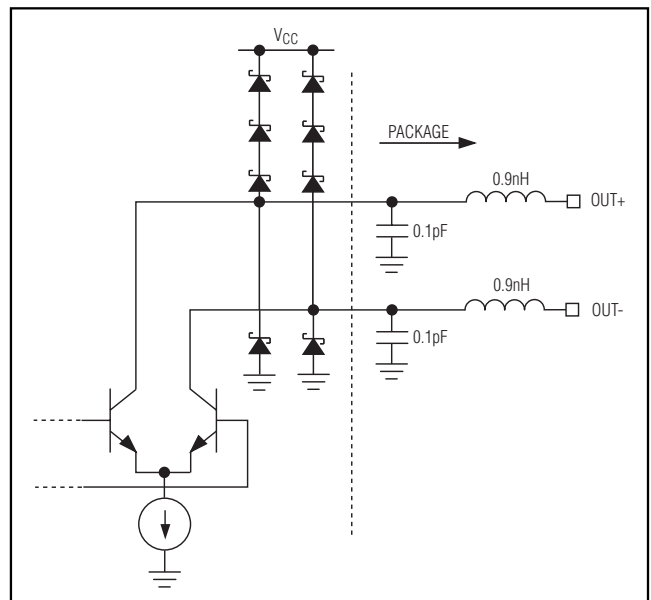 VCC
PACKAGE
0.9nH
OUT+
0.1pF
0.9nH
OUT-
0.1pF